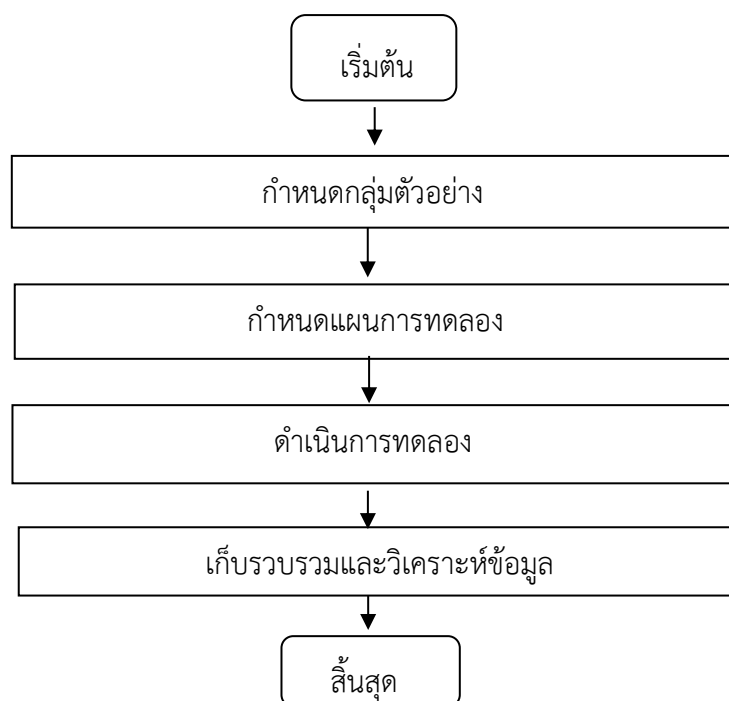 เริ่มต้น
กำหนดกลุ่มตัวอย่าง
กำหนดแผนการทดลอง
ดำเนินการทดลอง
เก็บรวบรวมและวิเคราะห์ข้อมูล
สิ้นสุด